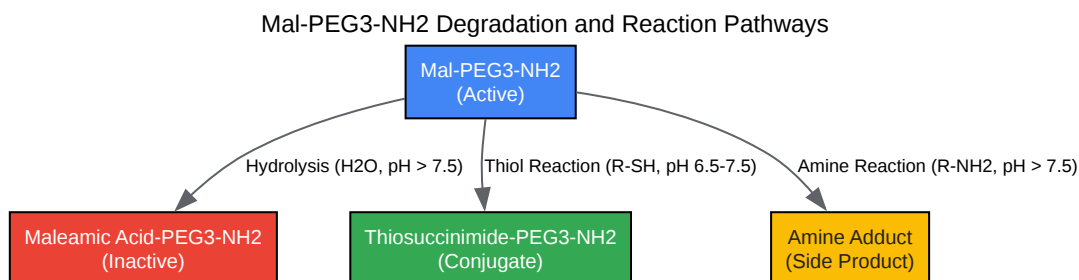 Mal-PEG3-NH2 Degradation and Reaction Pathways
Mal-PEG3-NH2
(Active)
Hydrolysis (H2O, pH > 7.5)
Thiol Reaction (R-SH, pH 6.5-7.5)
Amine Reaction (R-NH2, pH > 7.5)
Maleamic Acid-PEG3-NH2
(Inactive)
Thiosuccinimide-PEG3-NH2
(Conjugate)
Amine Adduct
(Side Product)